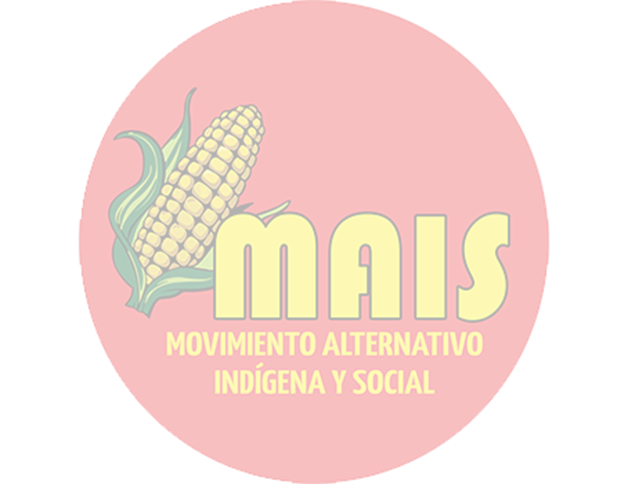 MAIS
MOVIMIENTO ALTERNATIVO
INDÍGENA Y SOCIAL